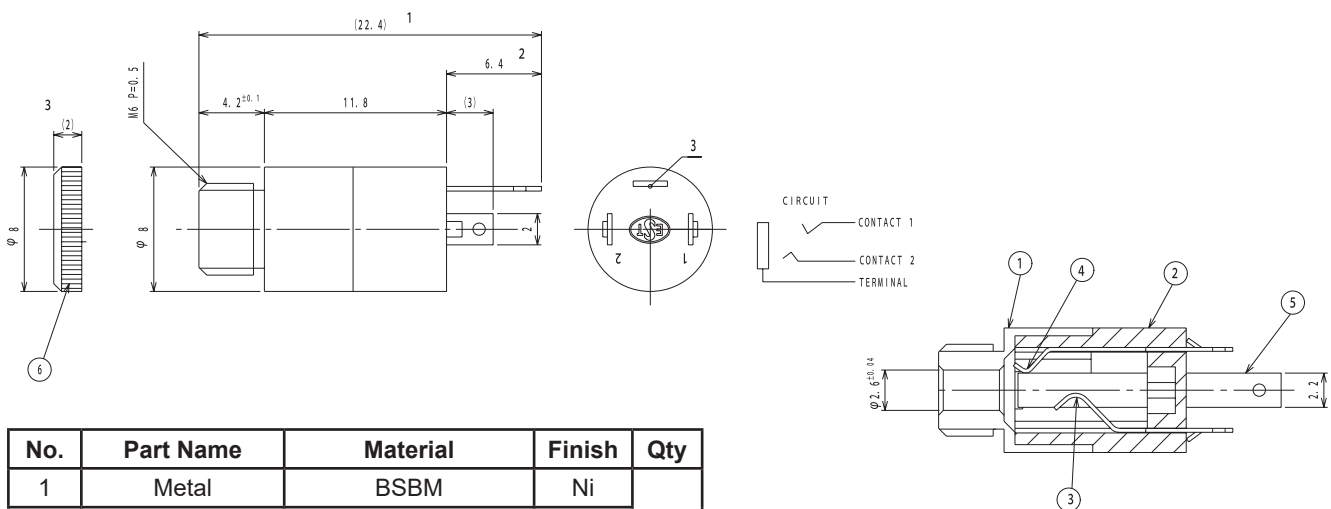 1
(22.4)
2
6.4
M6 P=0.5
4.2±0.1
11.8
(3)
3
(2)
φ8
φ8
2
6
3
EST
2
1
CIRCUIT
CONTACT 1
CONTACT 2
TERMINAL
1
4
2
5
φ2.6±0.04
2.2
3
No. Part Name Material Finish Qty
1 Metal BSBM Ni